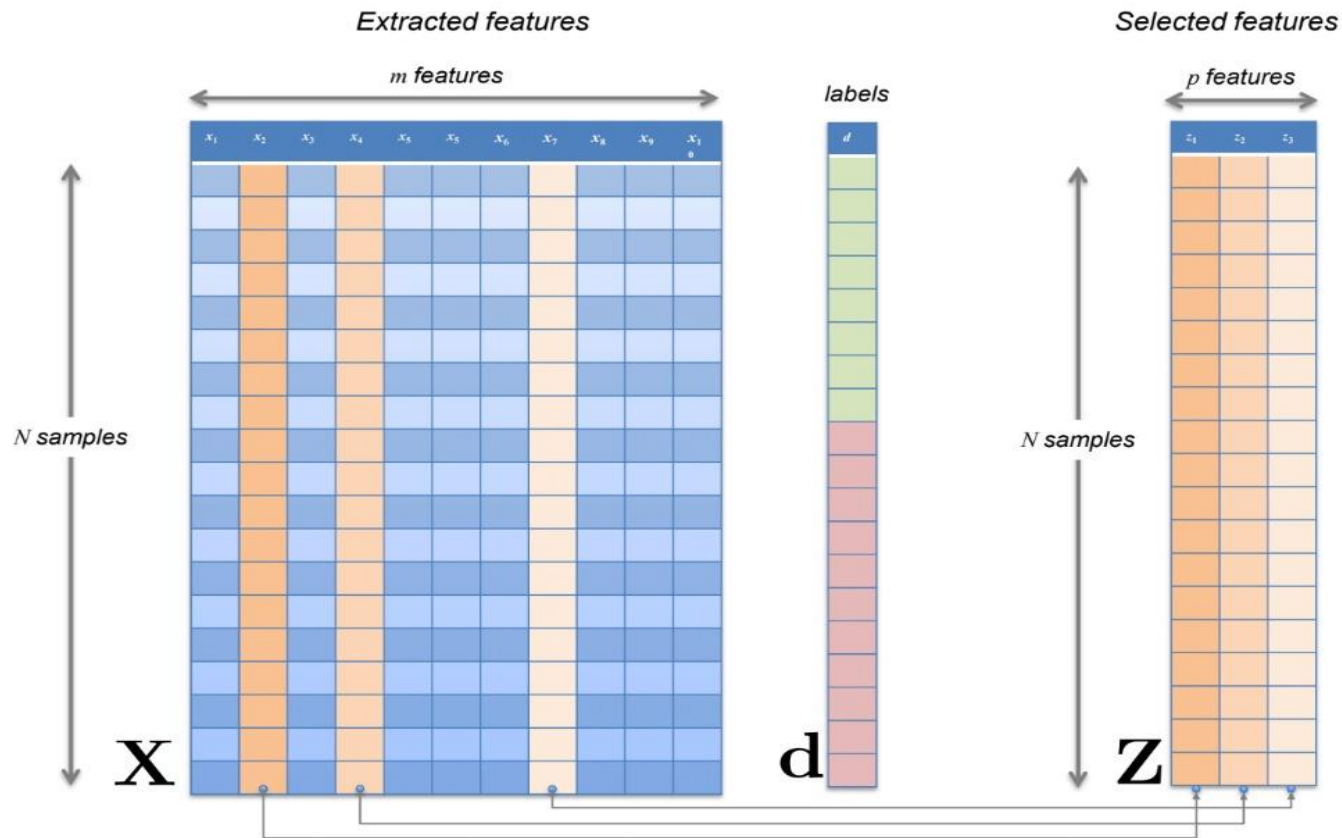 Extracted features
Selected features
m features
labels
p features
x₁ x₂ x₃ x₄ x₅ x₅ x₆ x₇ x₈ x₉ x₁₀
d
z₁ z₂ z₃
N samples
N samples
X
d
Z